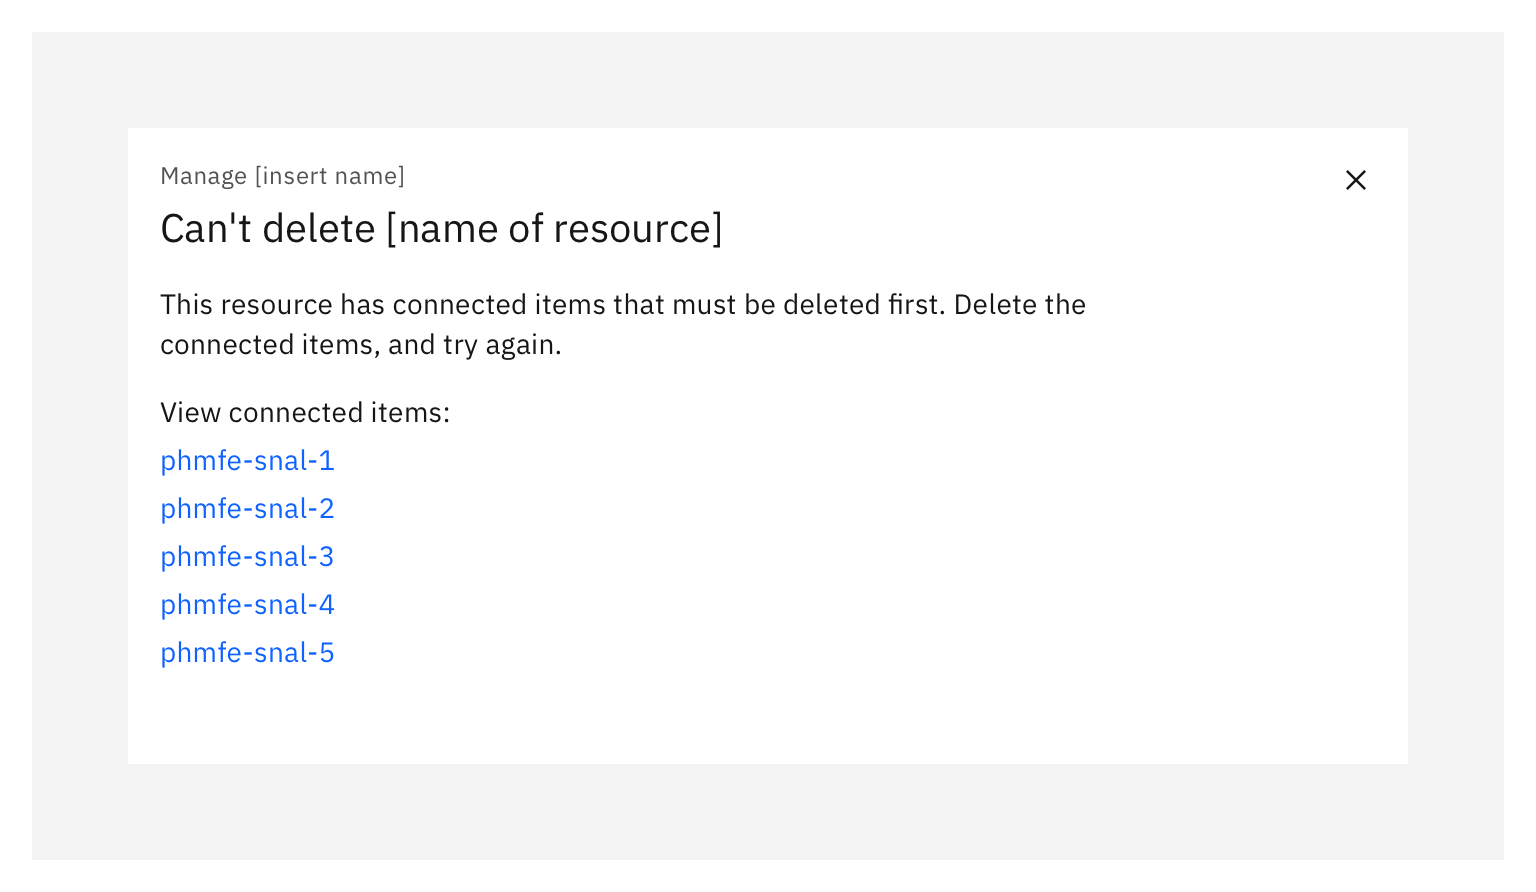 Manage [insert name]
Can't delete [name of resource]
This resource has connected items that must be deleted first. Delete the
connected items, and try again.
View connected items:
phmfe-snal-1
phmfe-snal-2
phmfe-snal-3
phmfe-snal-4
phmfe-snal-5